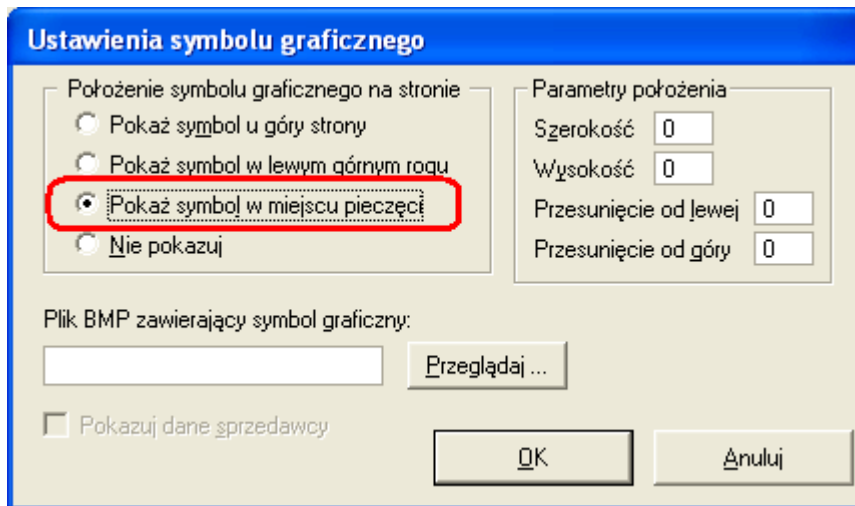 Ustawienia symbolu graficznego
Położenie symbolu graficznego na stronie
Pokaż symbol u góry strony
Pokaż symbol w lewym górnym rogu
Pokaż symbol w miejscu pieczęci
Nie pokazuj
Parametry położenia
Szerokość 0
Wysokość 0
Przesunięcie od lewej 0
Przesunięcie od góry 0
Plik BMP zawierający symbol graficzny:
Przeglądaj ...
Pokazuj dane sprzedawcy
OK Anuluj